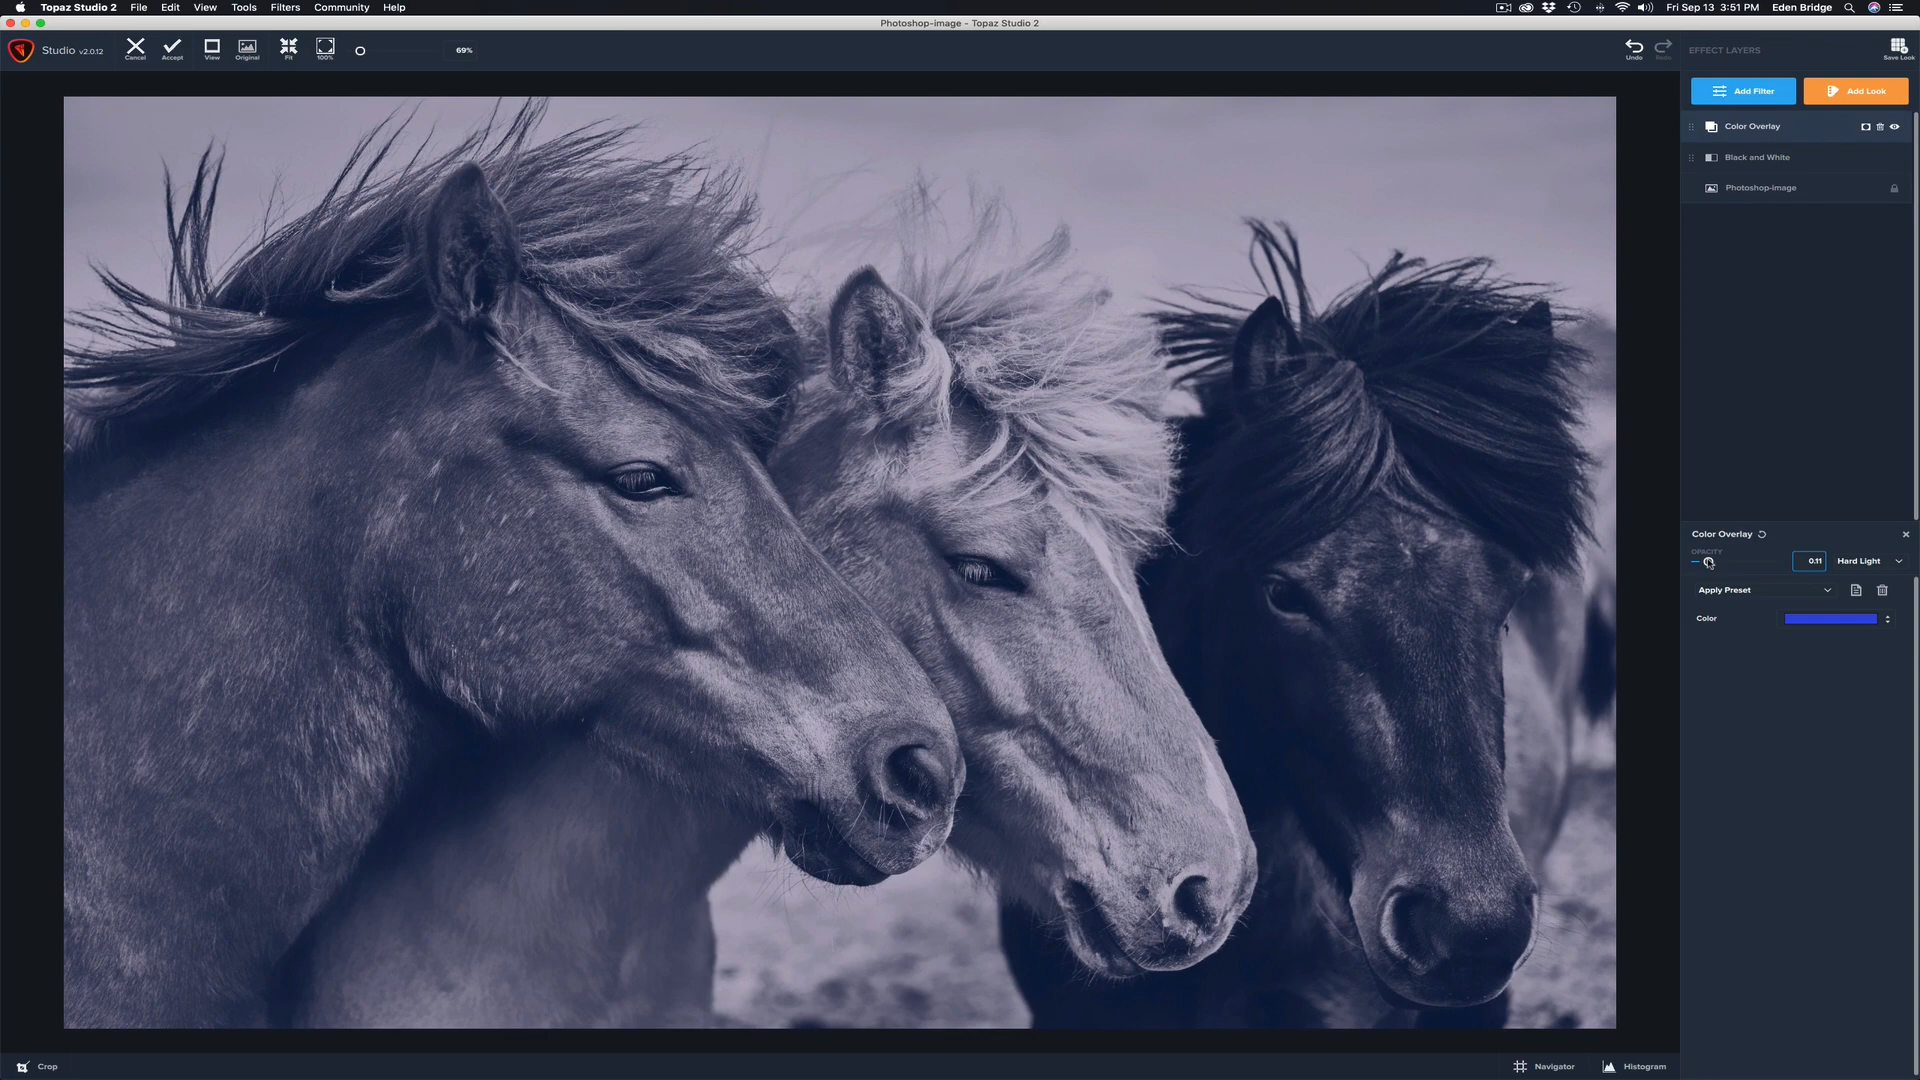 Topaz Studio 2 File Edit View Tools Filters Community Help Fri Sep 13 3:51 PM Eden Bridge
Photoshop-image - Topaz Studio 2
Studio v2.0.12 Cancel Accept View Original Fit 100% 69% Undo Redo EFFECT LAYERS Save Look
Add Filter Add Look
Color Overlay
Black and White
Photoshop-image
Color Overlay
OPACITY
0.11 Hard Light
Apply Preset
Color
Crop Navigator Histogram